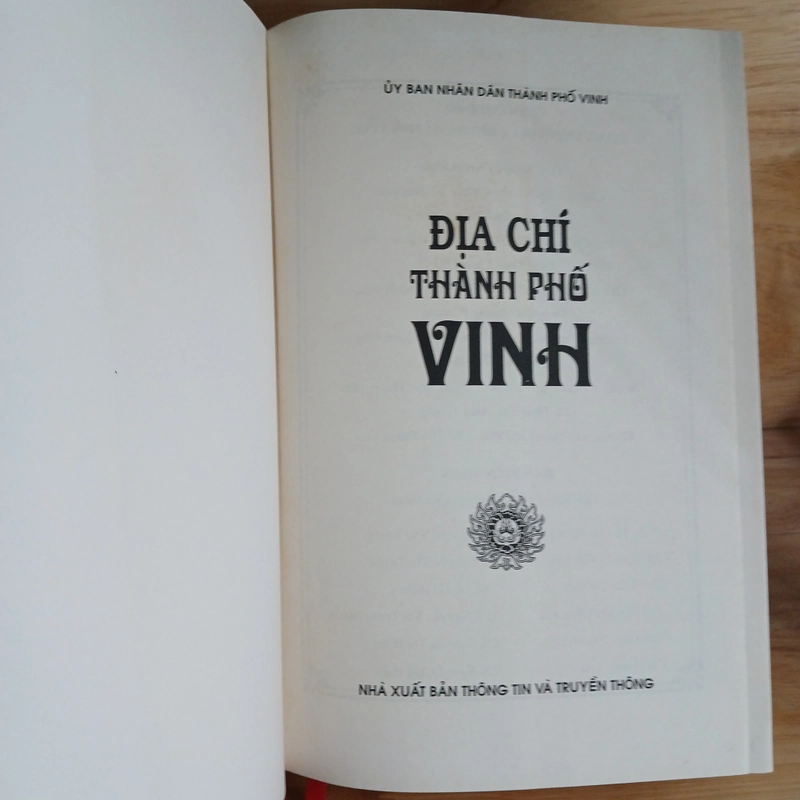 ỦY BAN NHÂN DÂN THÀNH PHỐ VINH
ĐỊA CHÍ
THÀNH PHỐ
VINH
NHÀ XUẤT BẢN THÔNG TIN VÀ TRUYỀN THÔNG